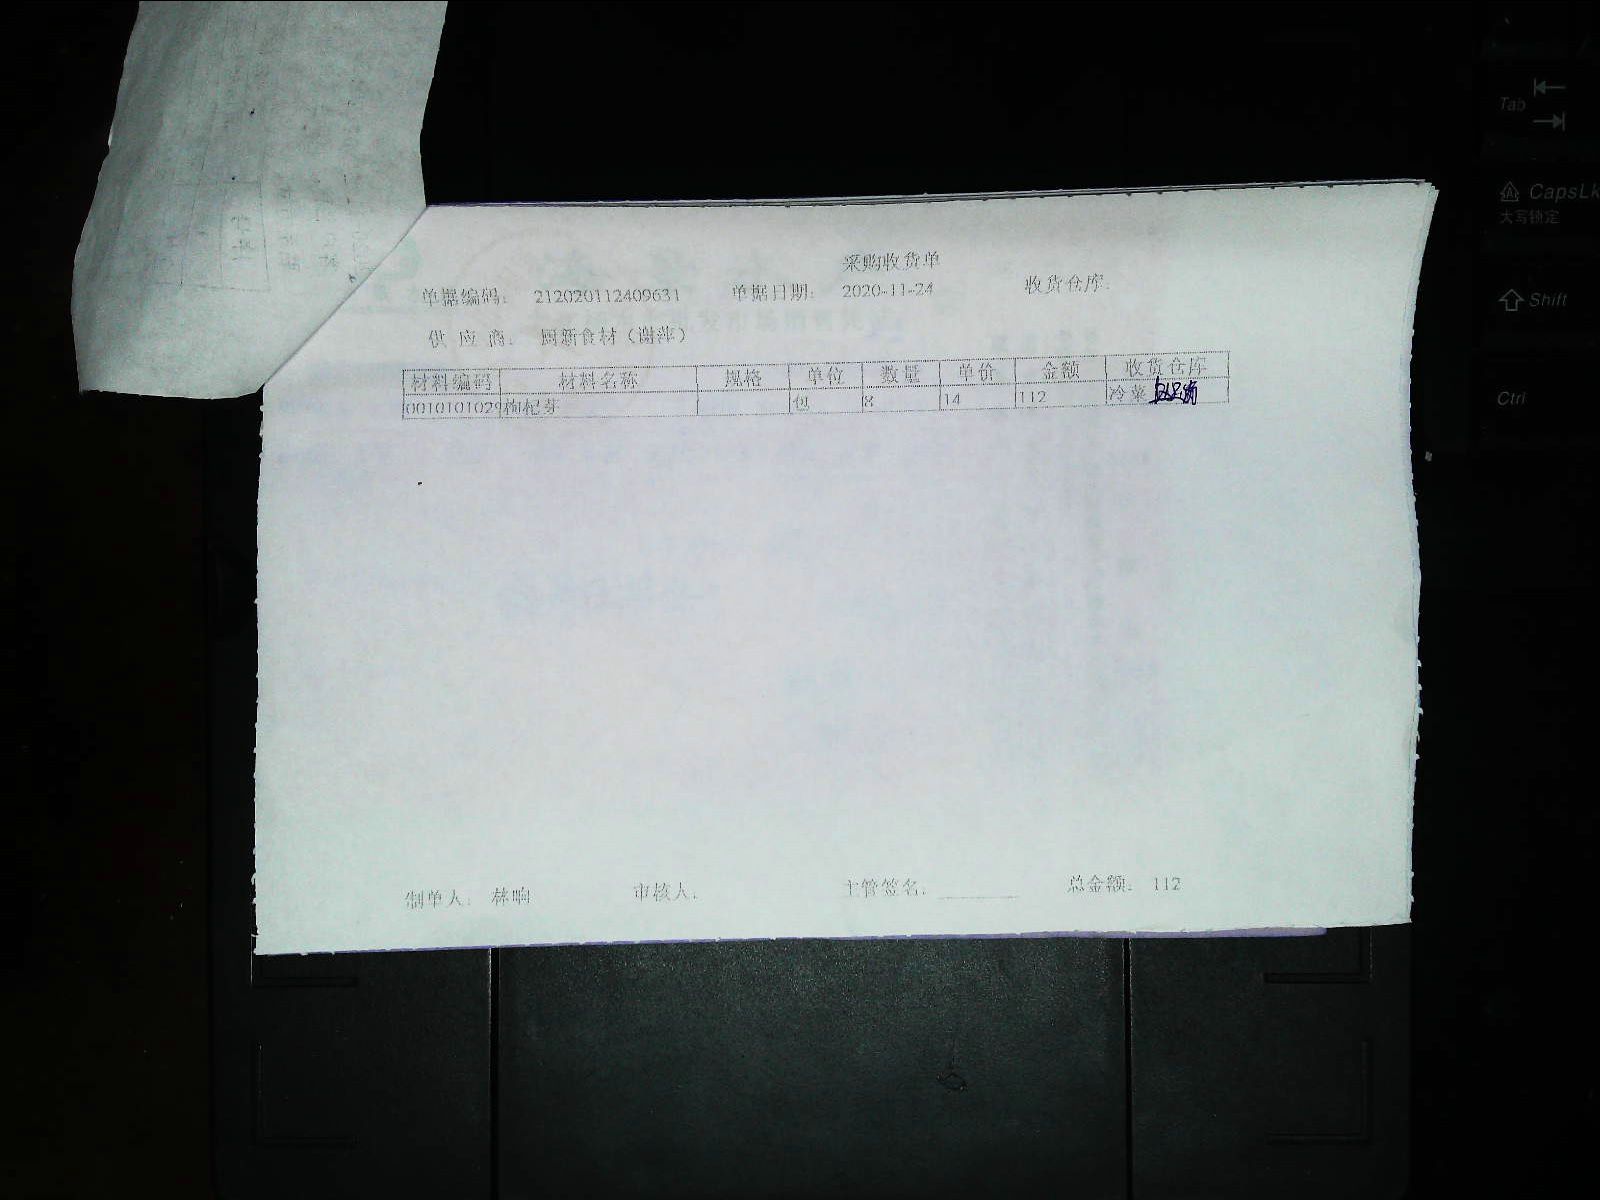 采购收货单
单据编码： 212020112409631 单据日期： 2020-11-24 收货仓库：
供 应 商： 厨新食材（谢萍）
材料编码 材料名称 规格 单位 数量 单价 金额 收货仓库
0010101029 枸杞芽 包 8 14 112 冷菜
制单人： 林响 审核人： 主管签名： 总金额： 112
Tab
CapsLk
大写锁定
Shift
Ctrl